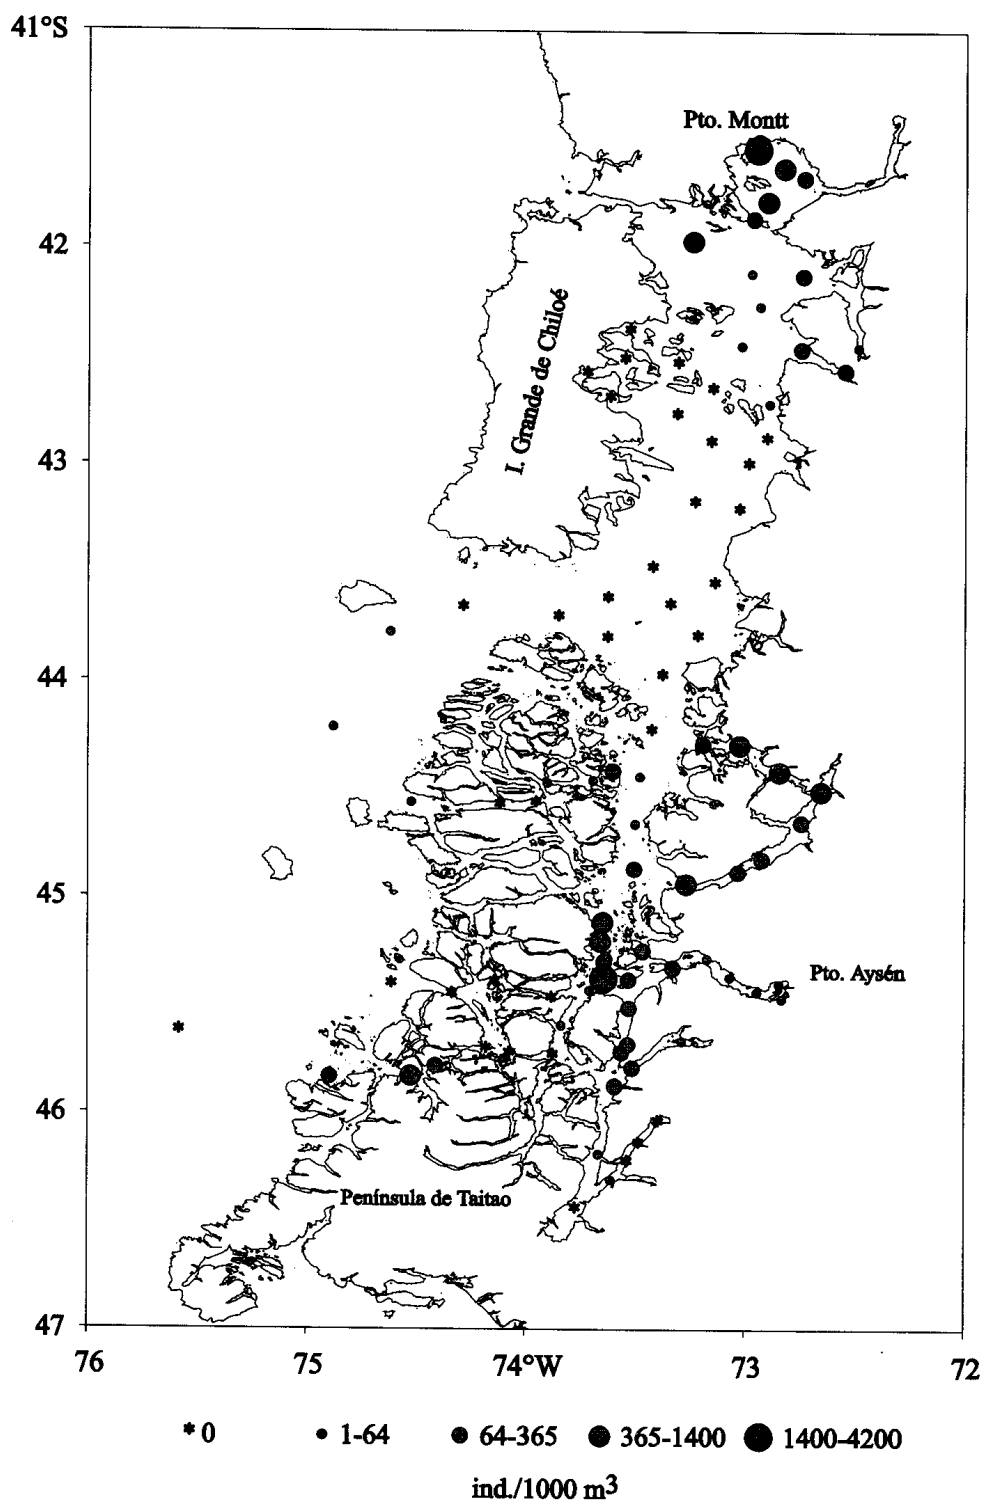 41°S
Pto. Montt
42
I. Grande de Chiloé
43
44
45
Pto. Aysén
46
Península de Taitao
47
76 75 74°W 73 72
* 0 1-64 64-365 365-1400 1400-4200
ind./1000 m³